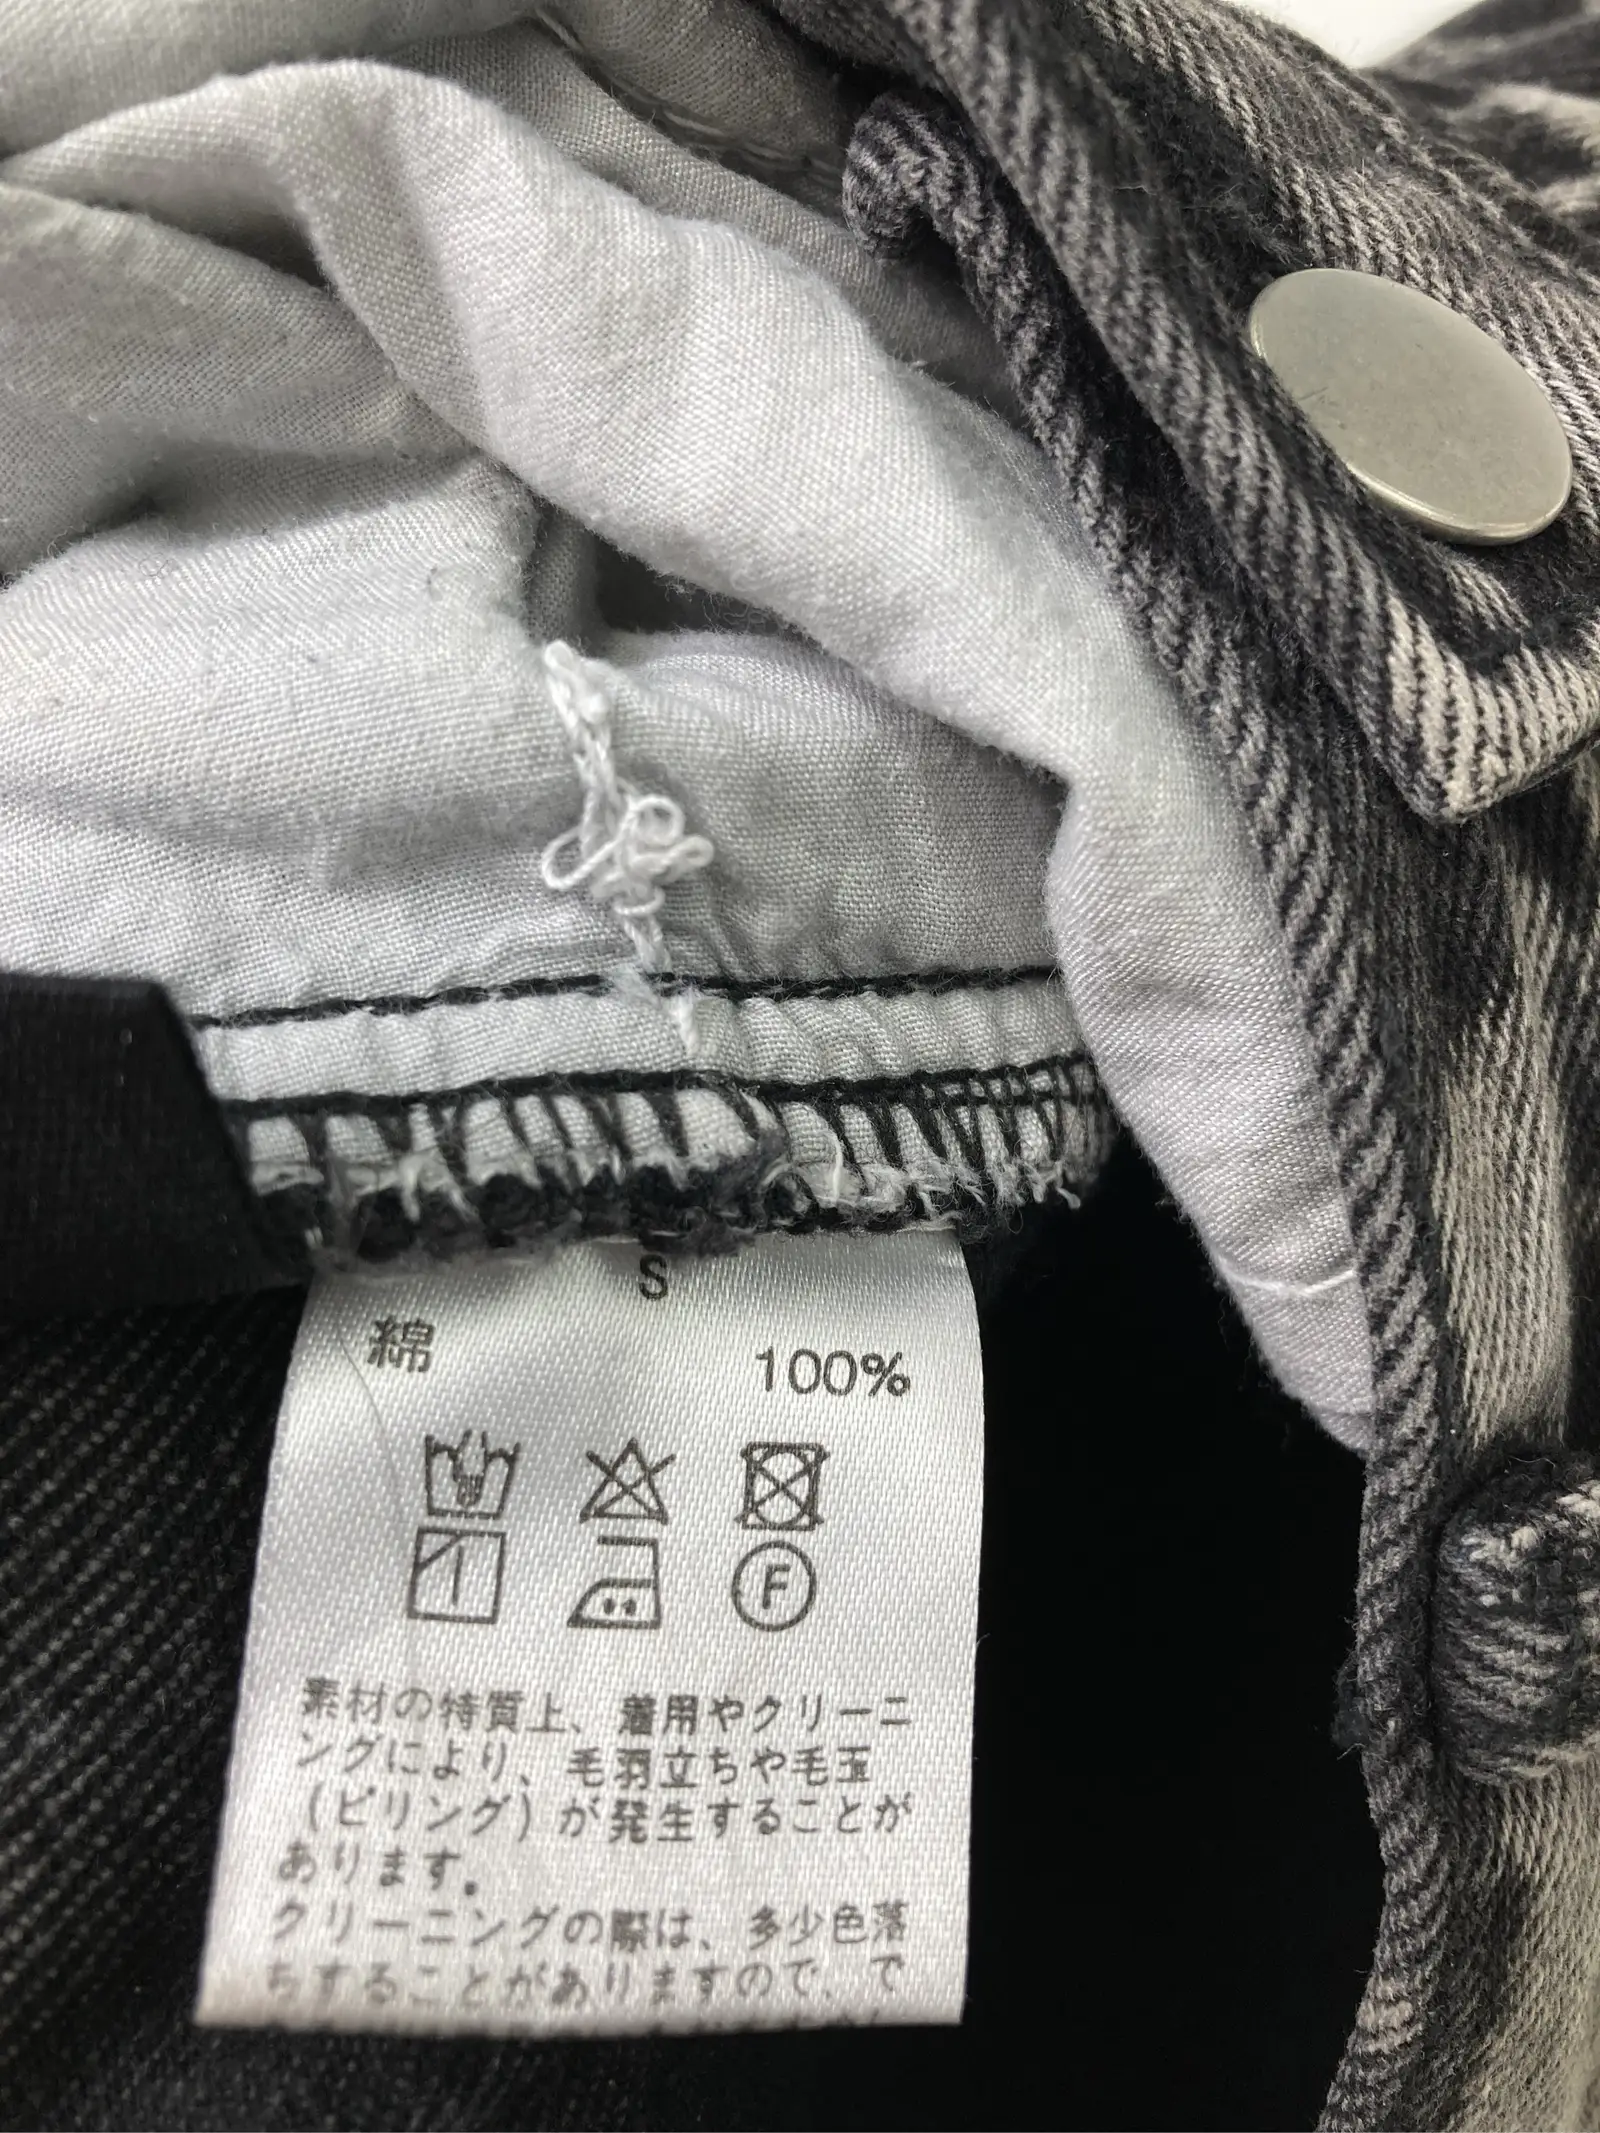 S
綿 100%
F
素材の特質上、着用やクリーニ
ングにより、毛羽立ちや毛玉
(ピリング)が発生することが
あります。
クリーニングの際は、多少色落
ちすることがありますので、で